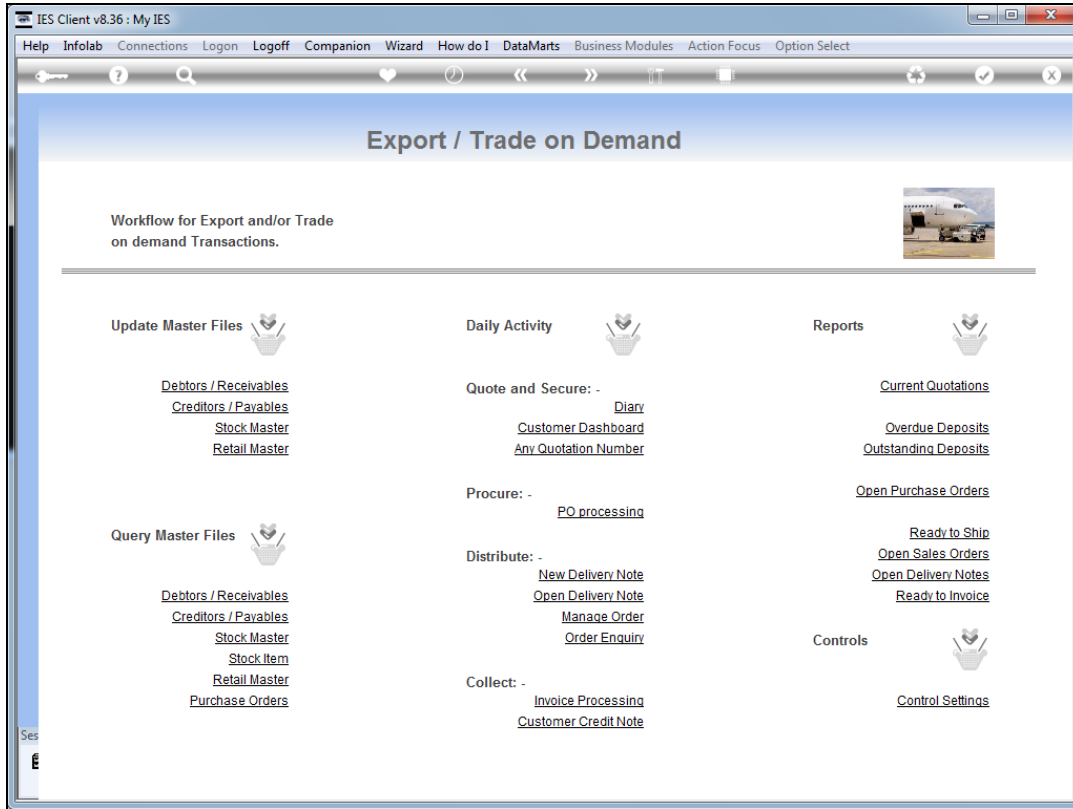 IES Client v8.36 : My IES
Help Infolab Connections Logon Logoff Companion Wizard How do I DataMarts Business Modules Action Focus Option Select
Export / Trade on Demand
Workflow for Export and/or Trade
on demand Transactions.
Update Master Files
Debtors / Receivables
Creditors / Payables
Stock Master
Retail Master
Query Master Files
Debtors / Receivables
Creditors / Payables
Stock Master
Stock Item
Retail Master
Purchase Orders
Daily Activity
Quote and Secure: -
Diary
Customer Dashboard
Any Quotation Number
Procure: -
PO processing
Distribute: -
New Delivery Note
Open Delivery Note
Manage Order
Order Enquiry
Collect: -
Invoice Processing
Customer Credit Note
Reports
Current Quotations
Overdue Deposits
Outstanding Deposits
Open Purchase Orders
Ready to Ship
Open Sales Orders
Open Delivery Notes
Ready to Invoice
Controls
Control Settings
Ses